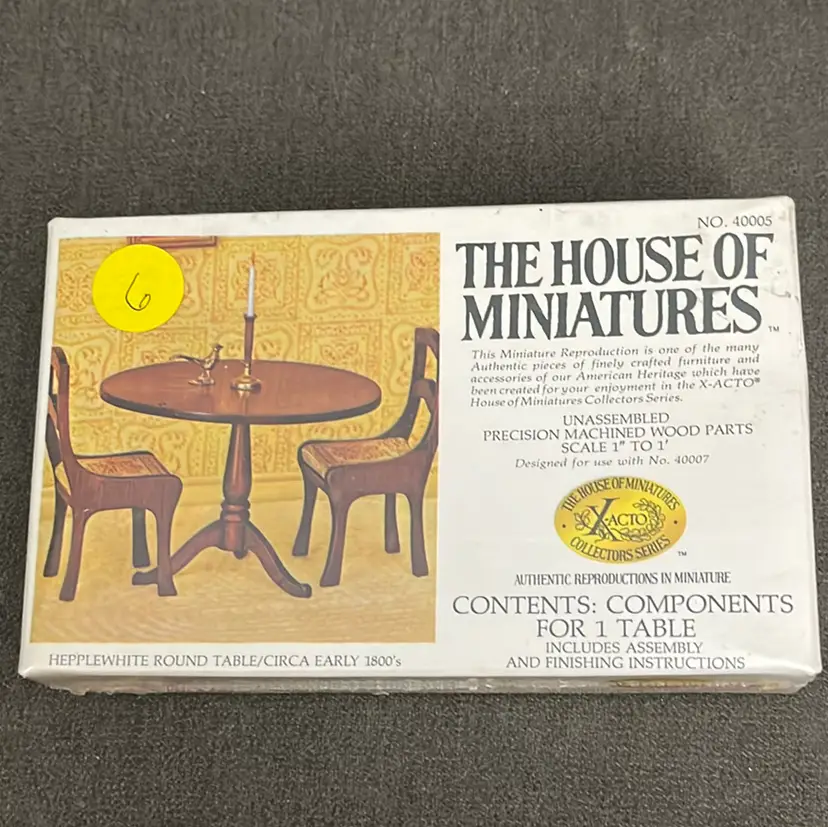 6
NO. 40005
THE HOUSE OF
MINIATURES™
This Miniature Reproduction is one of the many
Authentic pieces of finely crafted furniture and
accessories of our American Heritage which have
been created for your enjoyment in the X-ACTO®
House of Miniatures Collectors Series.
UNASSEMBLED
PRECISION MACHINED WOOD PARTS
SCALE 1" TO 1'
Designed for use with No. 40007
THE HOUSE OF MINIATURES
X-ACTO
COLLECTORS SERIES™
AUTHENTIC REPRODUCTIONS IN MINIATURE
CONTENTS: COMPONENTS
FOR 1 TABLE
INCLUDES ASSEMBLY
AND FINISHING INSTRUCTIONS
HEPPLEWHITE ROUND TABLE/CIRCA EARLY 1800's